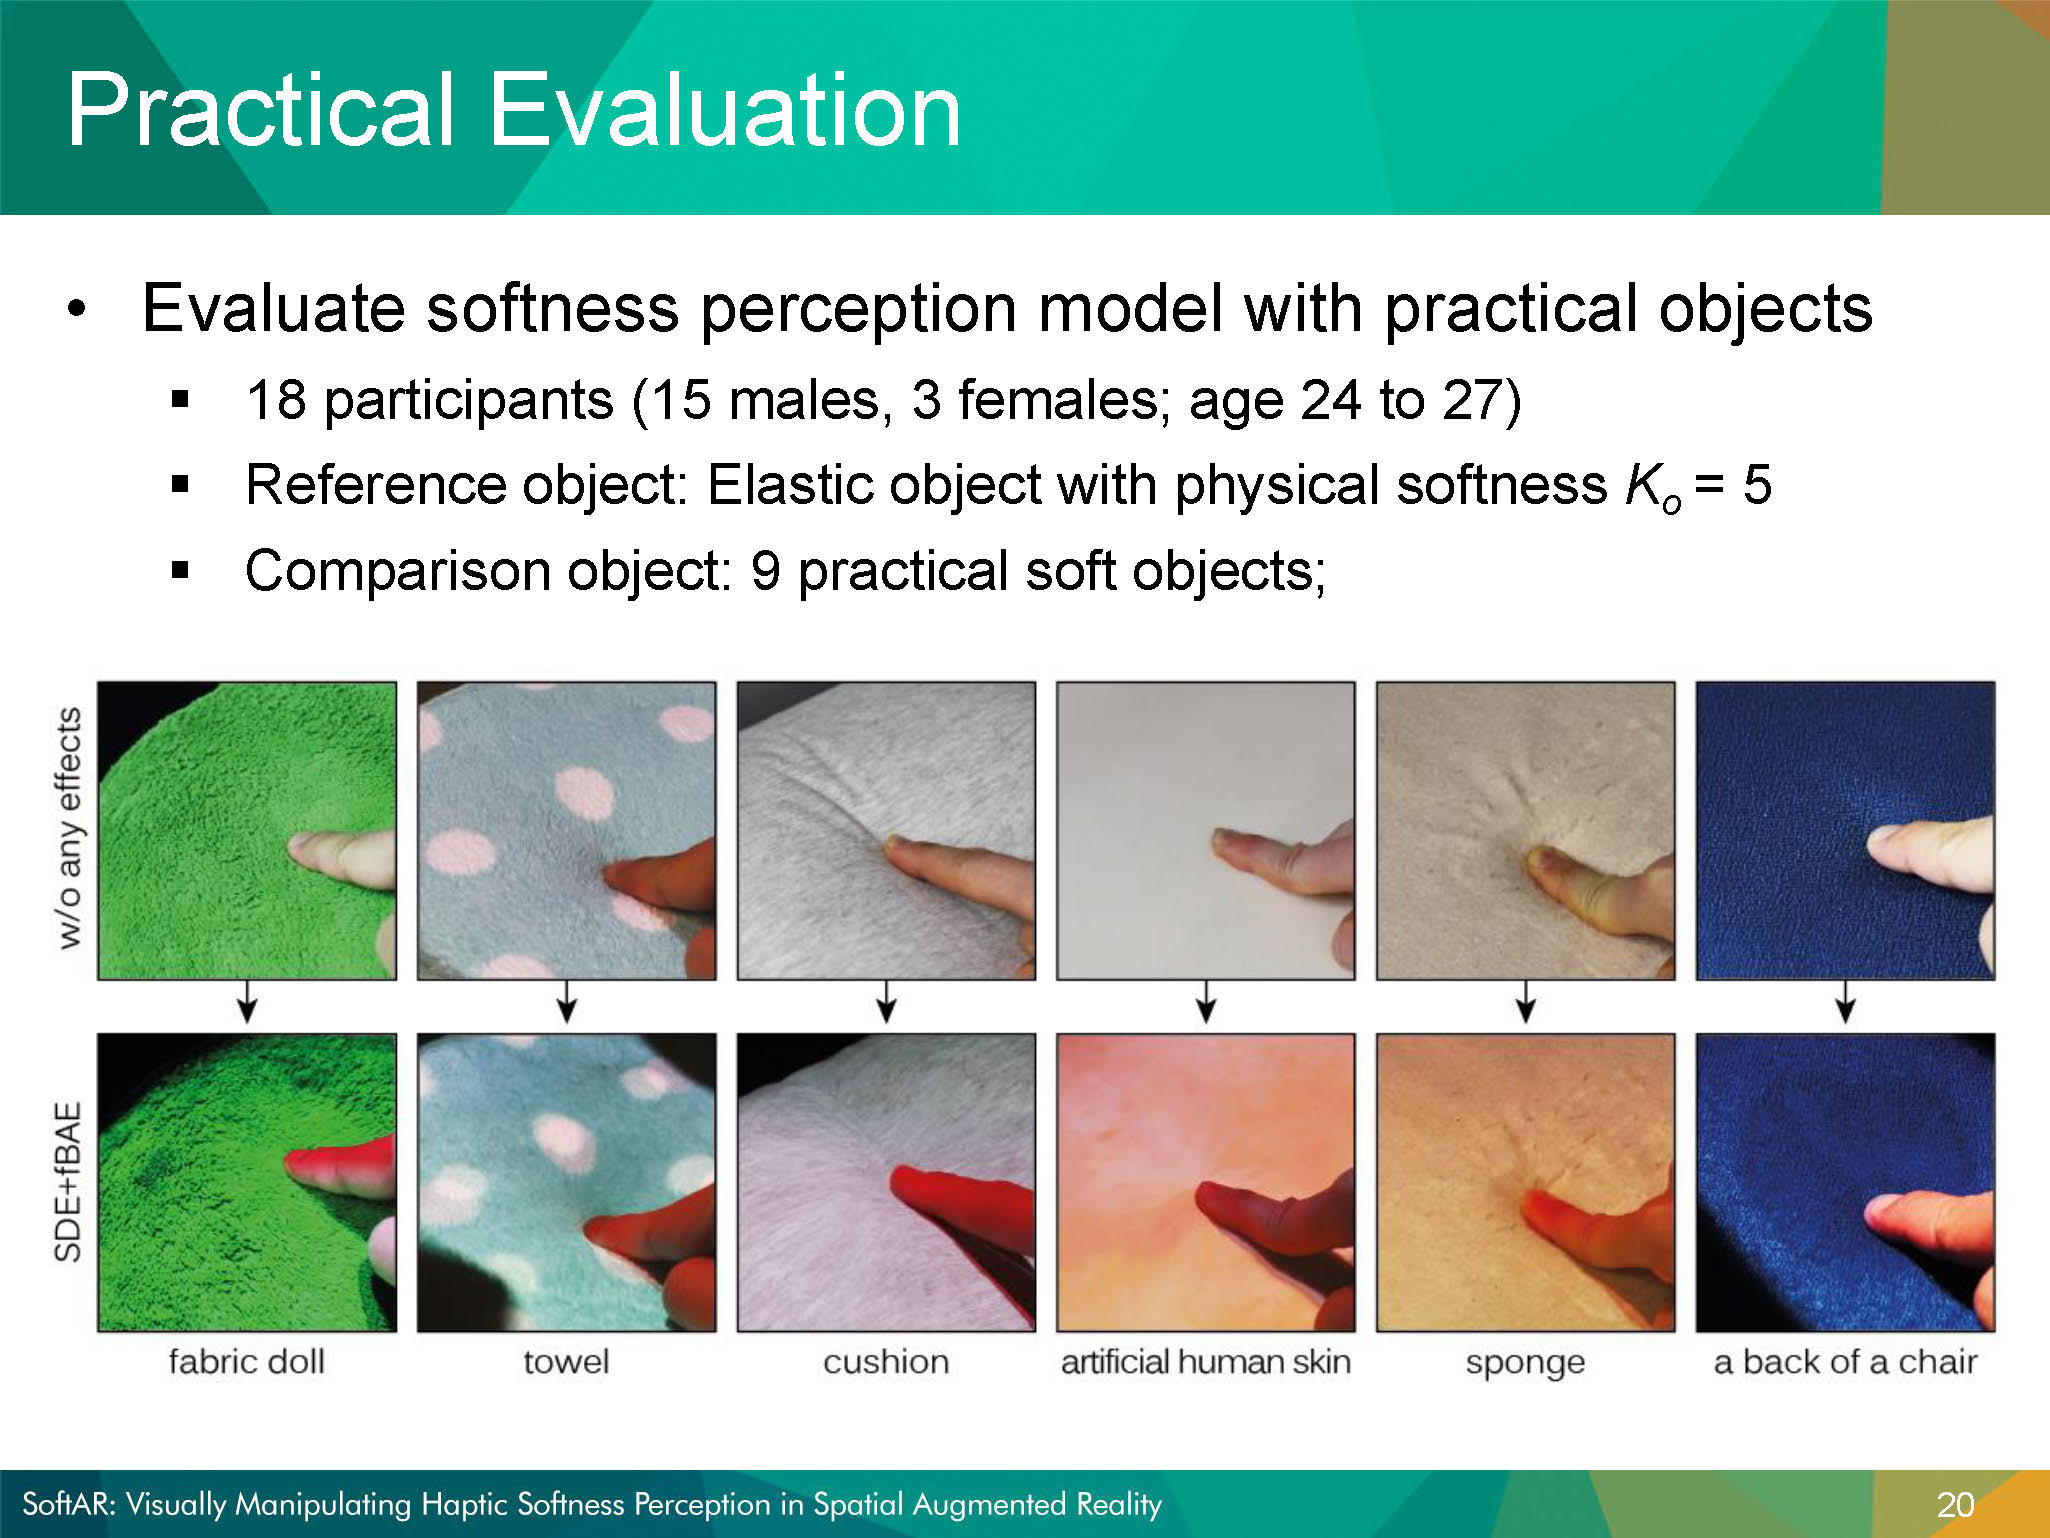 Practical Evaluation
• Evaluate softness perception model with practical objects
▪ 18 participants (15 males, 3 females; age 24 to 27)
▪ Reference object: Elastic object with physical softness Ko = 5
▪ Comparison object: 9 practical soft objects;
w/o any effects
SDE+fBAE
fabric doll
towel
cushion
artificial human skin
sponge
a back of a chair
SoftAR: Visually Manipulating Haptic Softness Perception in Spatial Augmented Reality
20